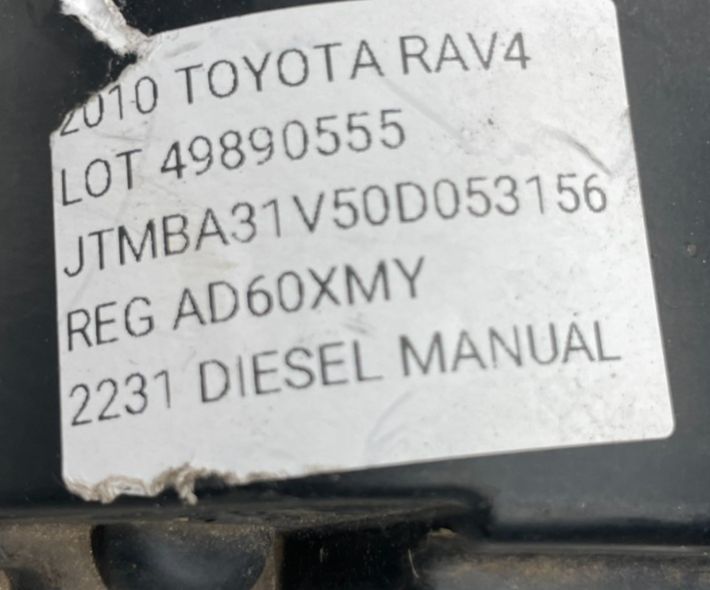 2010 TOYOTA RAV4
LOT 49890555
JTMBA31V50D053156
REG AD60XMY
2231 DIESEL MANUAL